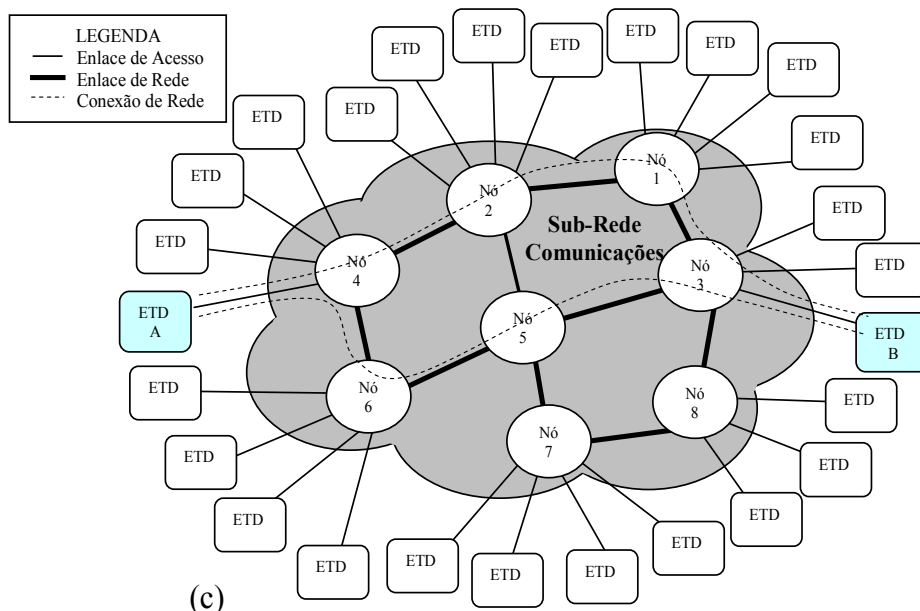 LEGENDA
Enlace de Acesso
Enlace de Rede
Conexão de Rede
ETD
ETD
ETD
ETD
ETD
ETD
ETD
ETD
ETD
ETD
ETD
ETD
Nó
1
Nó
2
Sub-Rede
Comunicações
ETD
ETD
Nó
4
Nó
3
ETD
A
ETD
B
Nó
5
ETD
Nó
6
Nó
8
ETD
ETD
Nó
7
ETD
ETD
ETD
ETD
ETD
ETD
ETD
ETD
(c)